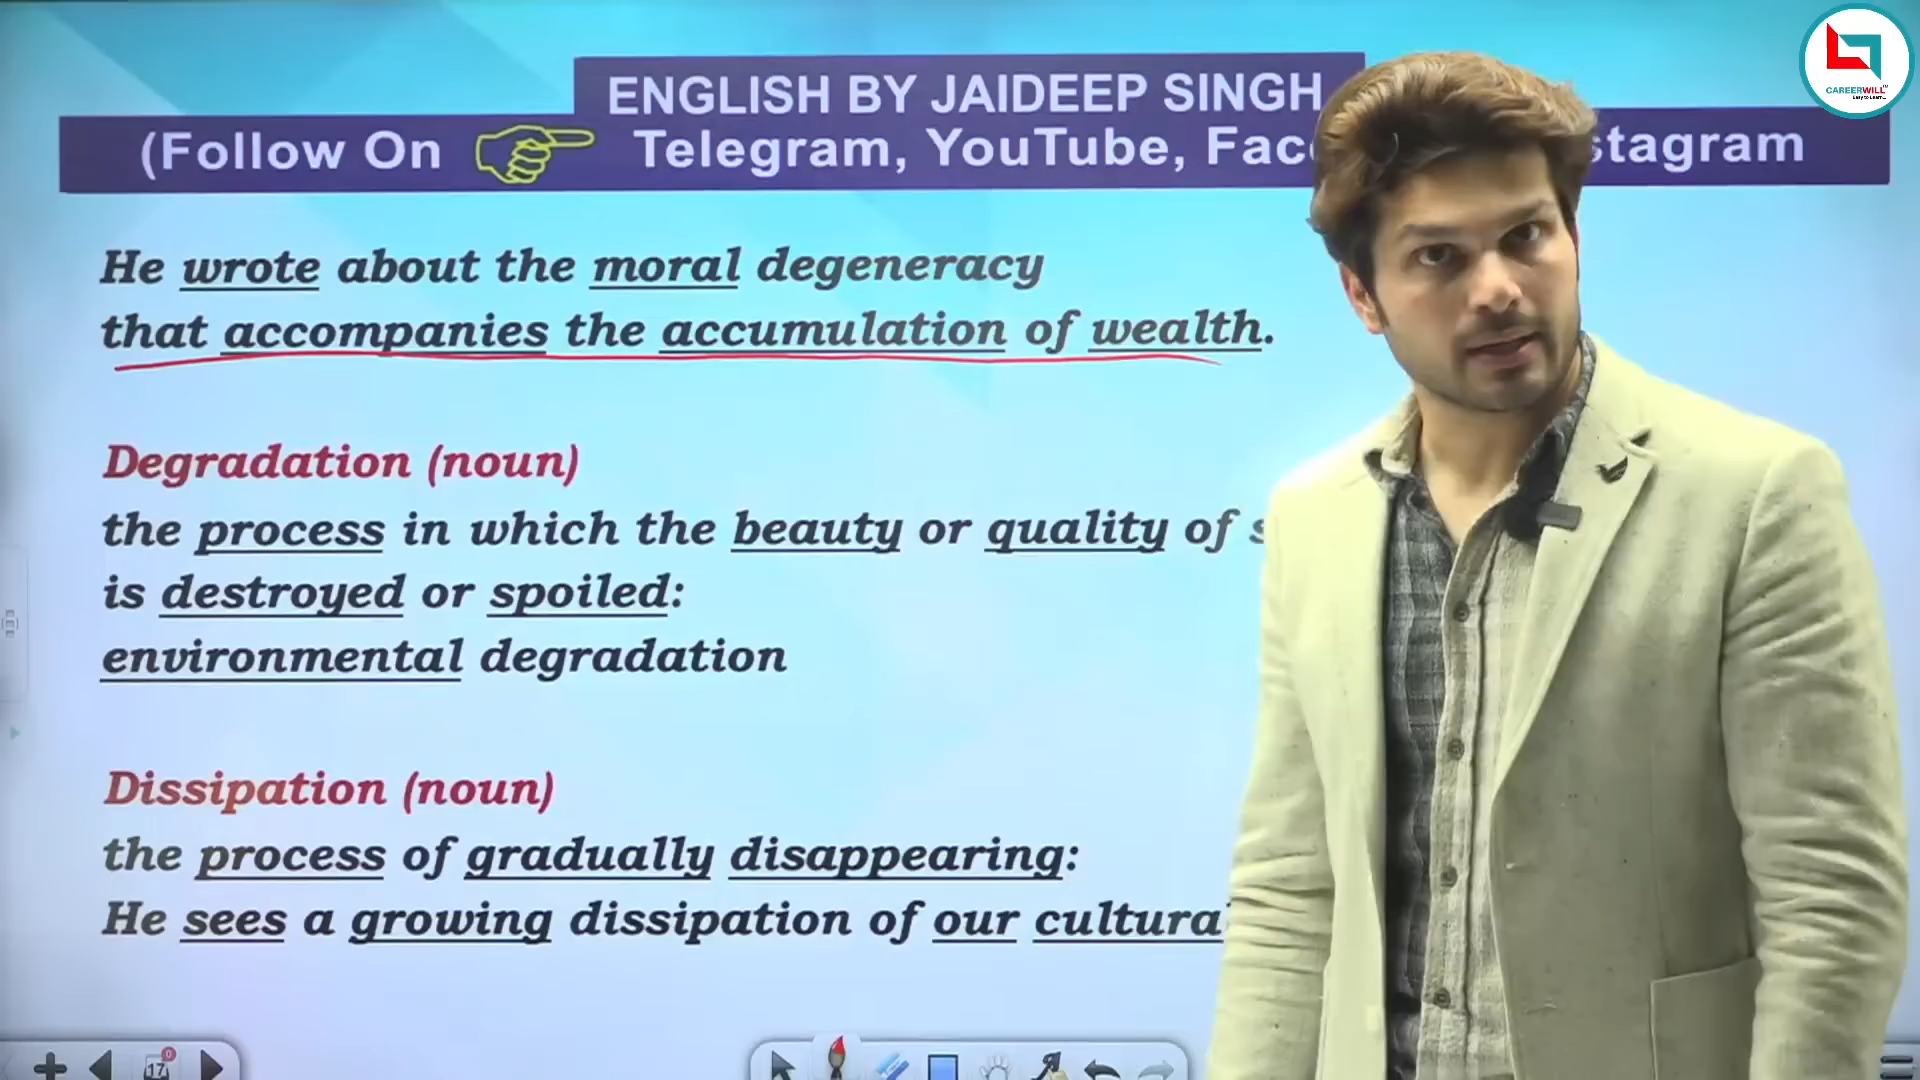 ENGLISH BY JAIDEEP SINGH
(Follow On Telegram, YouTube, stagram
He wrote about the moral degeneracy
that accompanies the accumulation of wealth.
Degradation (noun)
the process in which the beauty or quality of
is destroyed or spoiled:
environmental degradation
Dissipation (noun)
the process of gradually disappearing:
He sees a growing dissipation of our cultura
CAREERWILL
17
0